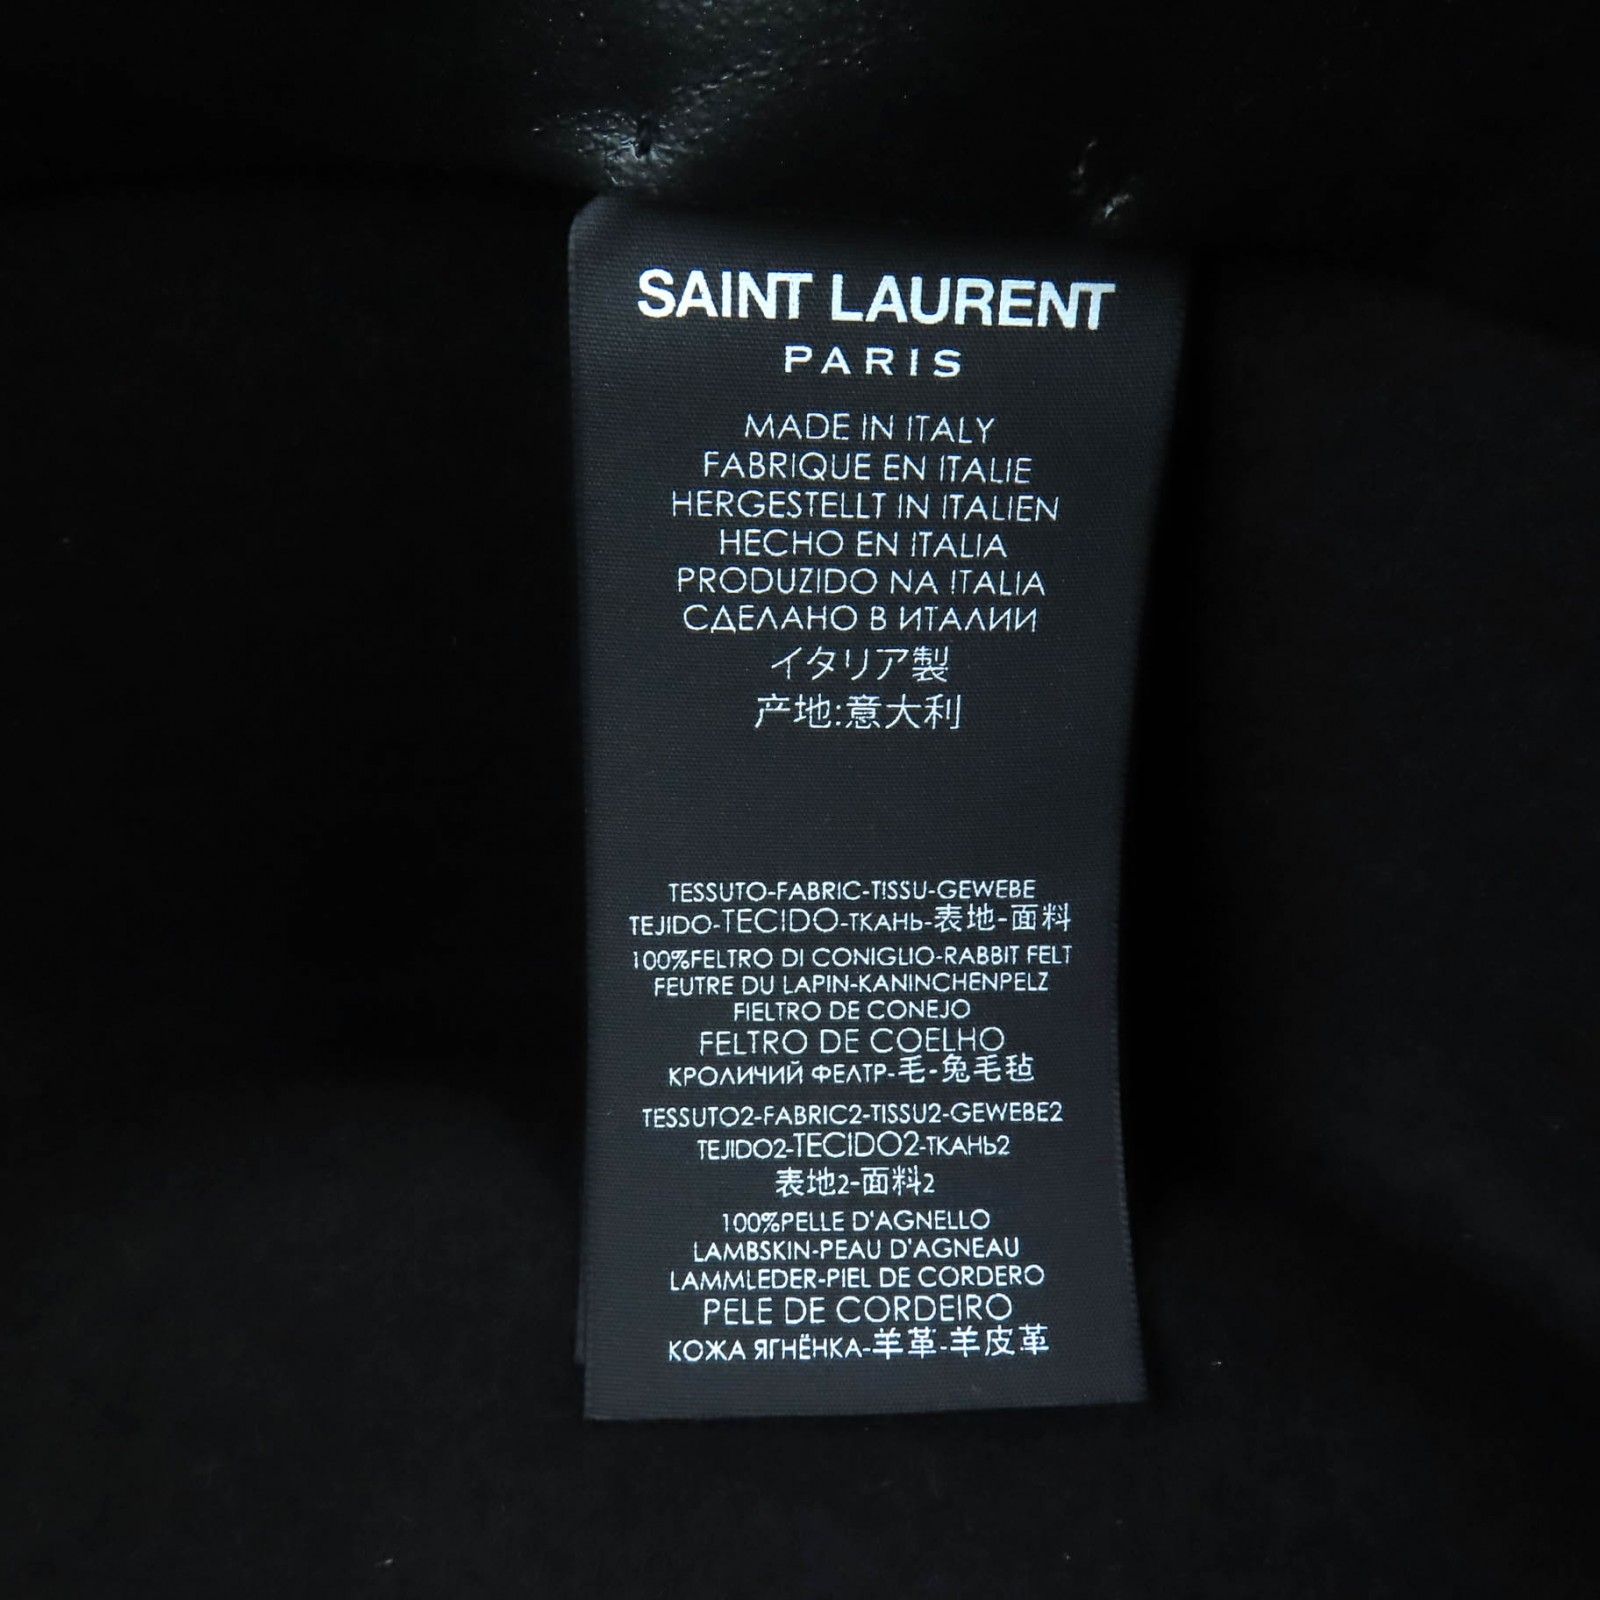 SAINT LAURENT
PARIS
MADE IN ITALY
FABRIQUE EN ITALIE
HERGESTELLT IN ITALIEN
HECHO EN ITALIA
PRODUZIDO NA ITALIA
СДЕЛАНО В ИТАЛИИ
イタリア製
产地:意大利
TESSUTO-FABRIC-TISSU-GEWEBE
TEJIDO-TECIDO-ТКАНЬ-表地-面料
100%FELTRO DI CONIGLIO-RABBIT FELT
FEUTRE DU LAPIN-KANINCHENPELZ
FIELTRO DE CONEJO
FELTRO DE COELHO
КРОЛИЧИЙ ФЕЛТР-毛-兔毛毡
TESSUTO2-FABRIC2-TISSU2-GEWEBE2
TEJIDO2-TECIDO2-ТКАНЬ2
表地2-面料2
100%PELLE D'AGNELLO
LAMBSKIN-PEAU D'AGNEAU
LAMMLEDER-PIEL DE CORDERO
PELE DE CORDEIRO
КОЖА ЯГНЁНКА-羊革-羊皮革